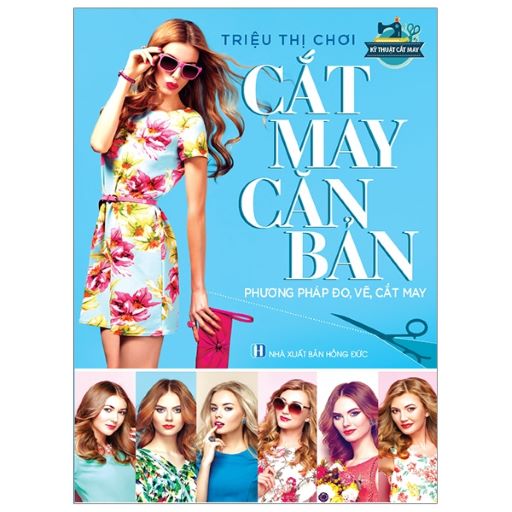 TRIỆU THỊ CHƠI
KỸ THUẬT CẮT MAY
CẮT
MAY
CĂN
BẢN
PHƯƠNG PHÁP ĐO, VẼ, CẮT MAY
H
NHÀ XUẤT BẢN HỒNG ĐỨC